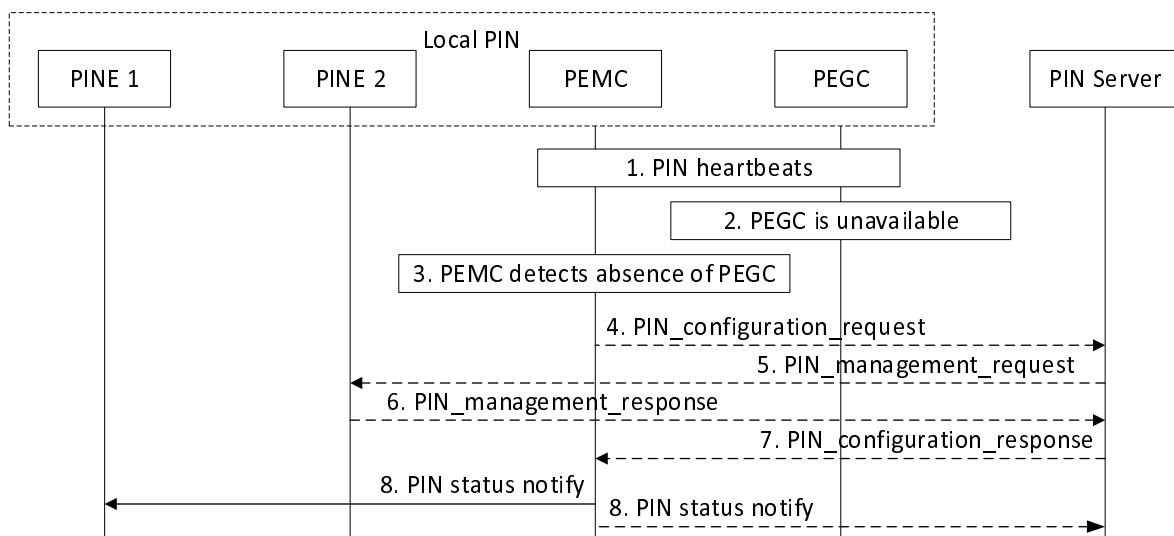 Local PIN
PINE 1
PINE 2
PEMC
PEGC
PIN Server
1. PIN heartbeats
2. PEGC is unavailable
3. PEMC detects absence of PEGC
4. PIN_configuration_request
5. PIN_management_request
6. PIN_management_response
7. PIN_configuration_response
8. PIN status notify
8. PIN status notify